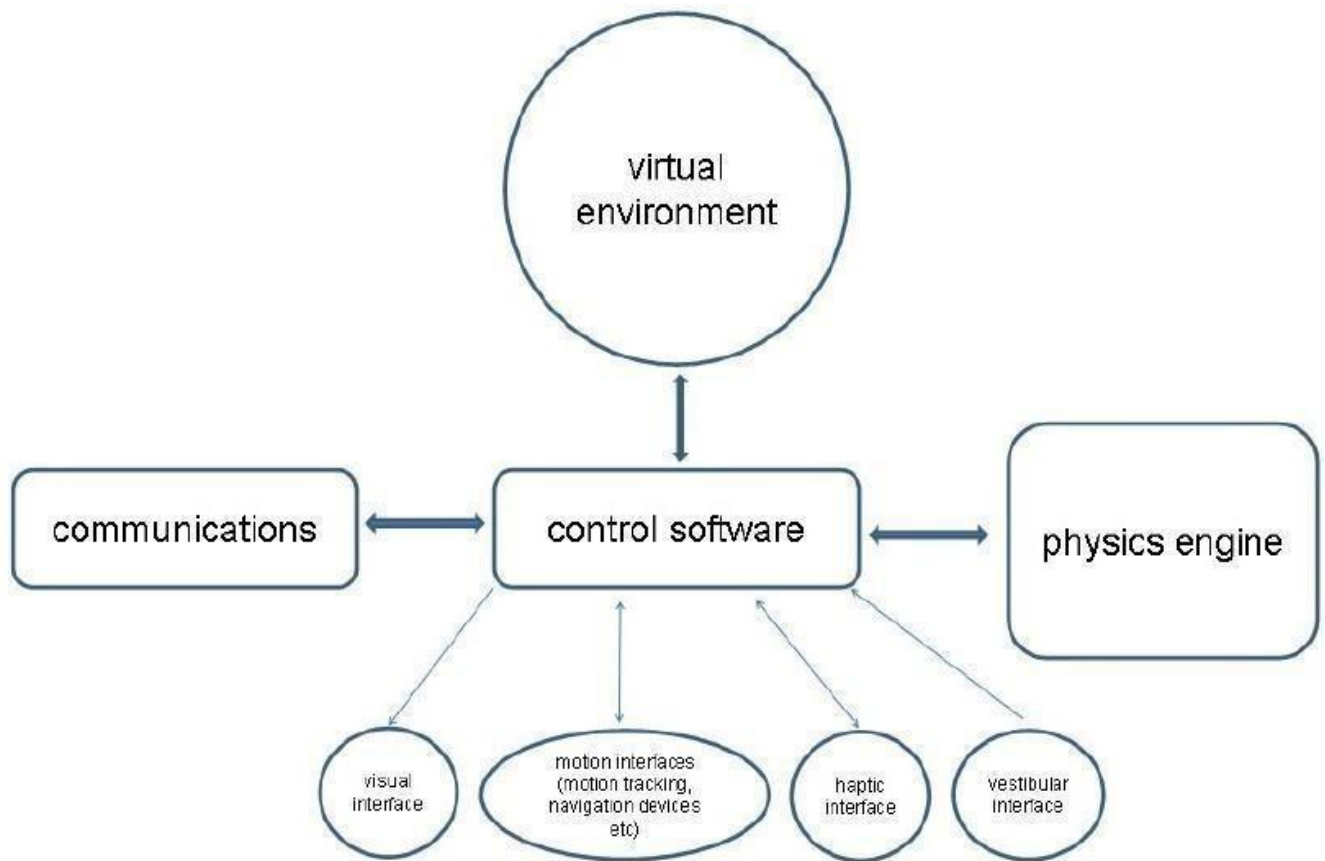 virtual
environment
communications
control software
physics engine
visual
interface
motion interfaces
(motion tracking,
navigation devices
etc)
haptic
interface
vestibular
interface